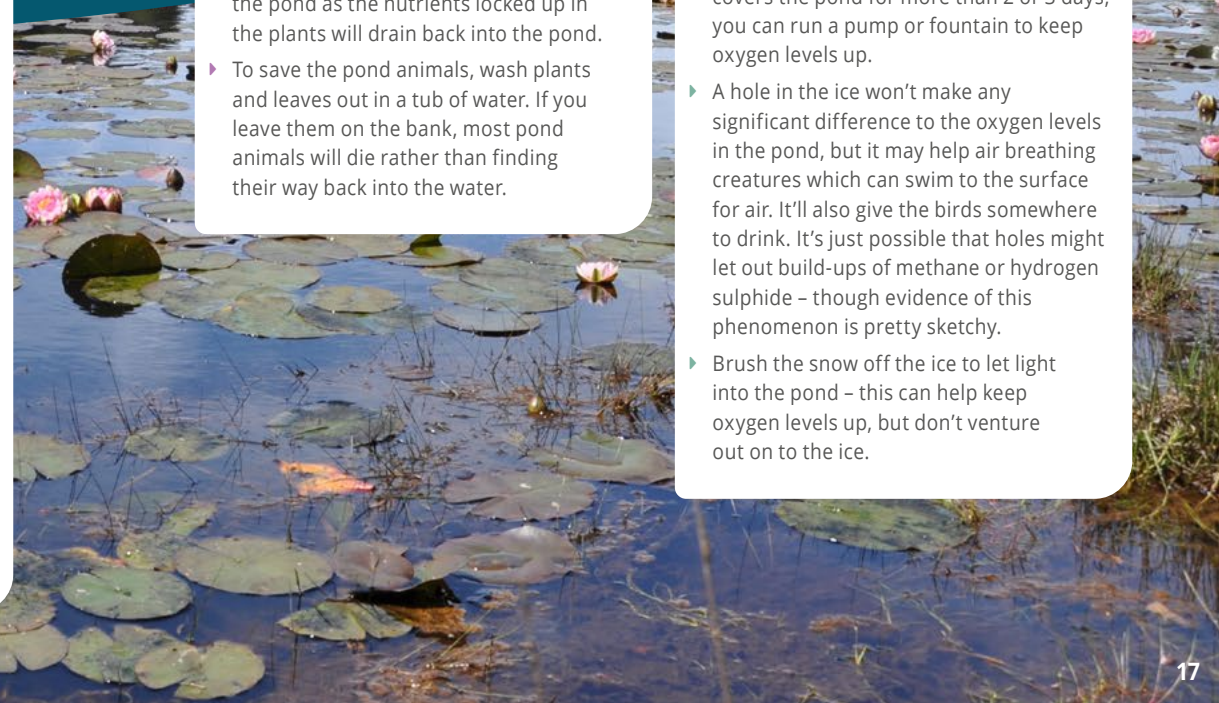 the pond as the nutrients locked up in
the plants will drain back into the pond.
To save the pond animals, wash plants
and leaves out in a tub of water. If you
leave them on the bank, most pond
animals will die rather than finding
their way back into the water.
covers the pond for more than 2 or 3 days,
you can run a pump or fountain to keep
oxygen levels up.
A hole in the ice won’t make any
significant difference to the oxygen levels
in the pond, but it may help air breathing
creatures which can swim to the surface
for air. It’ll also give the birds somewhere
to drink. It’s just possible that holes might
let out build-ups of methane or hydrogen
sulphide – though evidence of this
phenomenon is pretty sketchy.
Brush the snow off the ice to let light
into the pond – this can help keep
oxygen levels up, but don’t venture
out on to the ice.
17